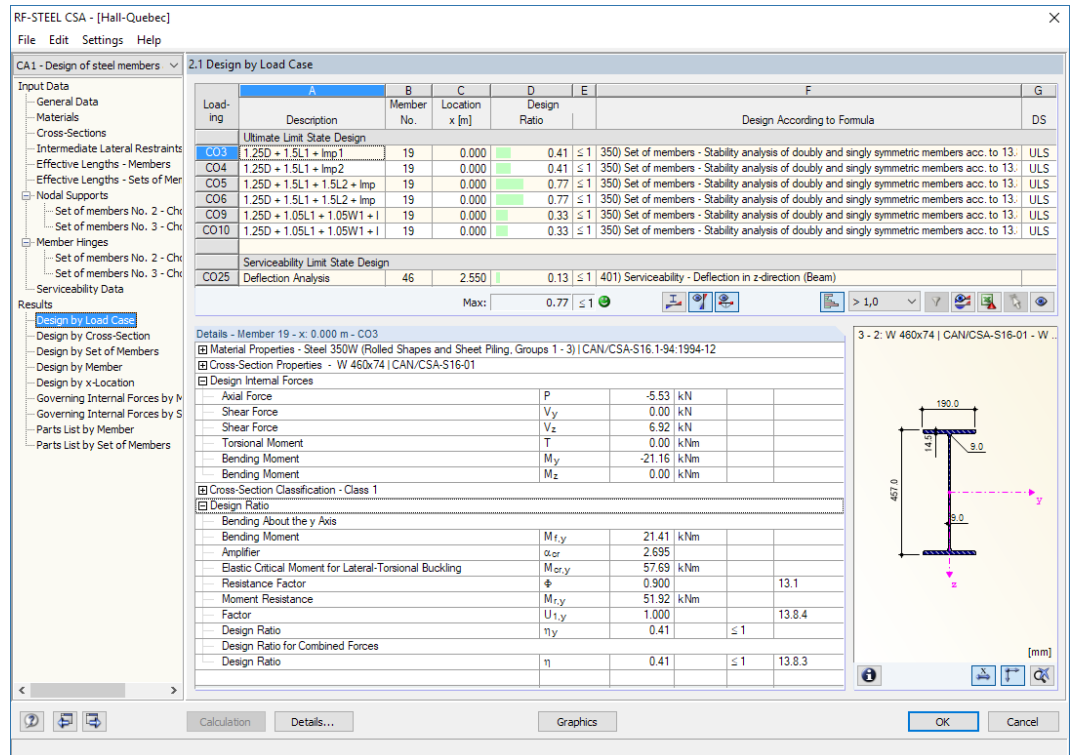 RF-STEEL CSA - [Hall-Quebec]
File Edit Settings Help
CA1 - Design of steel members
2.1 Design by Load Case
Input Data
General Data
Materials
Cross-Sections
Intermediate Lateral Restraints
Effective Lengths - Members
Effective Lengths - Sets of Mer
Nodal Supports
Set of members No. 2 - Cho
Set of members No. 3 - Cho
Member Hinges
Set of members No. 2 - Cho
Set of members No. 3 - Cho
Serviceability Data
Results
Design by Load Case
Design by Cross-Section
Design by Set of Members
Design by Member
Design by x-Location
Governing Internal Forces by M
Governing Internal Forces by S
Parts List by Member
Parts List by Set of Members
A B C D E F G
Load- Member Location Design
ing Description No. x [m] Ratio Design According to Formula DS
Ultimate Limit State Design
CO3 1.25D + 1.5L1 + Imp1 19 0.000 0.41 ≤ 1 350) Set of members - Stability analysis of doubly and singly symmetric members acc. to 13. ULS
CO4 1.25D + 1.5L1 + Imp2 19 0.000 0.41 ≤ 1 350) Set of members - Stability analysis of doubly and singly symmetric members acc. to 13. ULS
CO5 1.25D + 1.5L1 + 1.5L2 + Imp 19 0.000 0.77 ≤ 1 350) Set of members - Stability analysis of doubly and singly symmetric members acc. to 13. ULS
CO6 1.25D + 1.5L1 + 1.5L2 + Imp 19 0.000 0.77 ≤ 1 350) Set of members - Stability analysis of doubly and singly symmetric members acc. to 13. ULS
CO9 1.25D + 1.05L1 + 1.05W1 + I 19 0.000 0.33 ≤ 1 350) Set of members - Stability analysis of doubly and singly symmetric members acc. to 13. ULS
CO10 1.25D + 1.05L1 + 1.05W1 + I 19 0.000 0.33 ≤ 1 350) Set of members - Stability analysis of doubly and singly symmetric members acc. to 13. ULS
Serviceability Limit State Design
CO25 Deflection Analysis 46 2.550 0.13 ≤ 1 401) Serviceability - Deflection in z-direction (Beam)
Max: 0.77 ≤ 1 > 1,0
Details - Member 19 - x: 0.000 m - CO3
Material Properties - Steel 350W (Rolled Shapes and Sheet Piling, Groups 1 - 3) | CAN/CSA-S16.1-94:1994-12
Cross-Section Properties - W 460x74 | CAN/CSA-S16-01
Design Internal Forces
Axial Force P -5.53 kN
Shear Force Vy 0.00 kN
Shear Force Vz 6.92 kN
Torsional Moment T 0.00 kNm
Bending Moment My -21.16 kNm
Bending Moment Mz 0.00 kNm
Cross-Section Classification - Class 1
Design Ratio
Bending About the y Axis
Bending Moment Mf,y 21.41 kNm
Amplifier αcr 2.695
Elastic Critical Moment for Lateral-Torsional Buckling Mcr,y 57.69 kNm
Resistance Factor Φ 0.900 13.1
Moment Resistance Mr,y 51.92 kNm
Factor U1,y 1.000 13.8.4
Design Ratio ηy 0.41 ≤ 1
Design Ratio for Combined Forces
Design Ratio η 0.41 ≤ 1 13.8.3
3 - 2: W 460x74 | CAN/CSA-S16-01 - W ..
190.0
14.5
9.0
457.0
y
9.0
z
[mm]
Calculation Details... Graphics OK Cancel